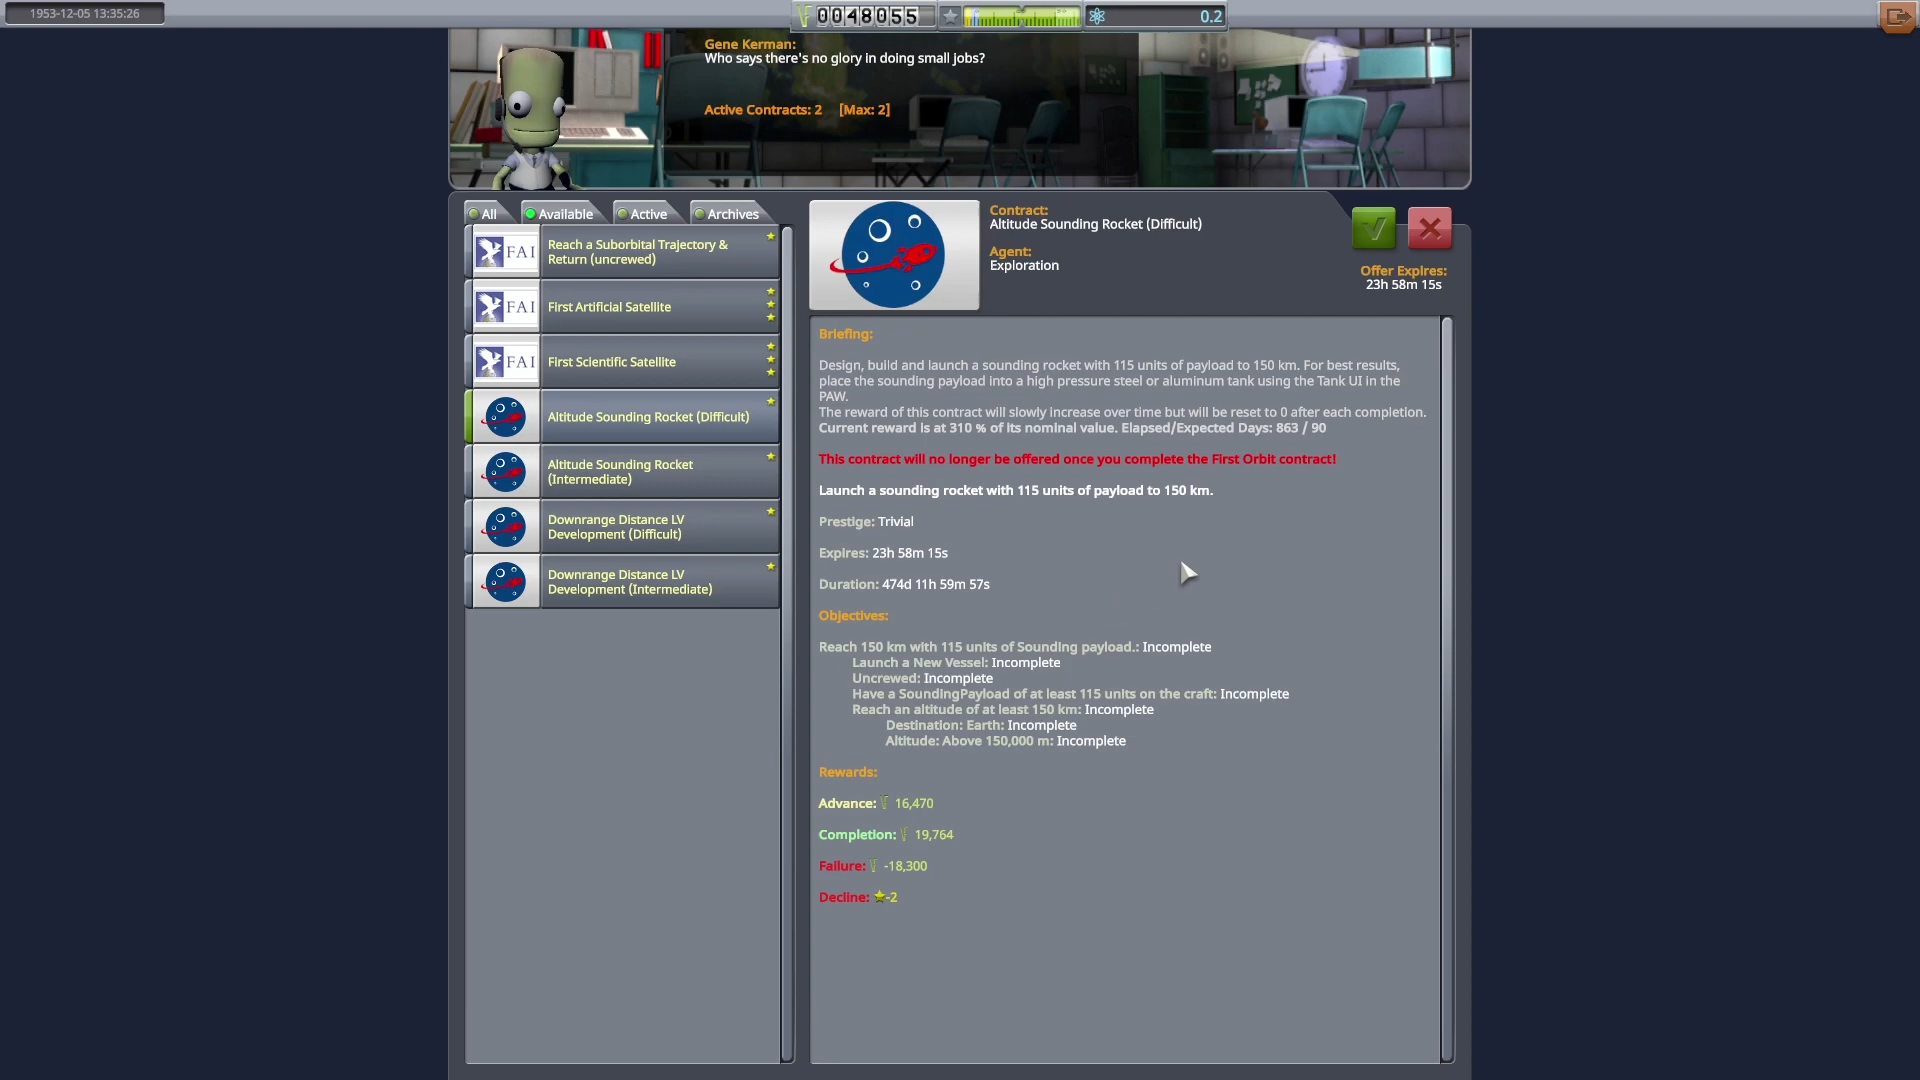 1953-12-05 13:35:26
0048055
0.2
Gene Kerman:
Who says there's no glory in doing small jobs?
Active Contracts: 2 [Max: 2]
All
Available
Active
Archives
FAI
Reach a Suborbital Trajectory &
Return (uncrewed)
FAI
First Artificial Satellite
FAI
First Scientific Satellite
Altitude Sounding Rocket (Difficult)
Altitude Sounding Rocket
(Intermediate)
Downrange Distance LV
Development (Difficult)
Downrange Distance LV
Development (Intermediate)
Contract:
Altitude Sounding Rocket (Difficult)
Agent:
Exploration
Offer Expires:
23h 58m 15s
Briefing:
Design, build and launch a sounding rocket with 115 units of payload to 150 km. For best results,
place the sounding payload into a high pressure steel or aluminum tank using the Tank UI in the
PAW.
The reward of this contract will slowly increase over time but will be reset to 0 after each completion.
Current reward is at 310 % of its nominal value. Elapsed/Expected Days: 863 / 90
This contract will no longer be offered once you complete the First Orbit contract!
Launch a sounding rocket with 115 units of payload to 150 km.
Prestige: Trivial
Expires: 23h 58m 15s
Duration: 474d 11h 59m 57s
Objectives:
Reach 150 km with 115 units of Sounding payload.: Incomplete
Launch a New Vessel: Incomplete
Uncrewed: Incomplete
Have a SoundingPayload of at least 115 units on the craft: Incomplete
Reach an altitude of at least 150 km: Incomplete
Destination: Earth: Incomplete
Altitude: Above 150,000 m: Incomplete
Rewards:
Advance: 16,470
Completion: 19,764
Failure: -18,300
Decline: -2